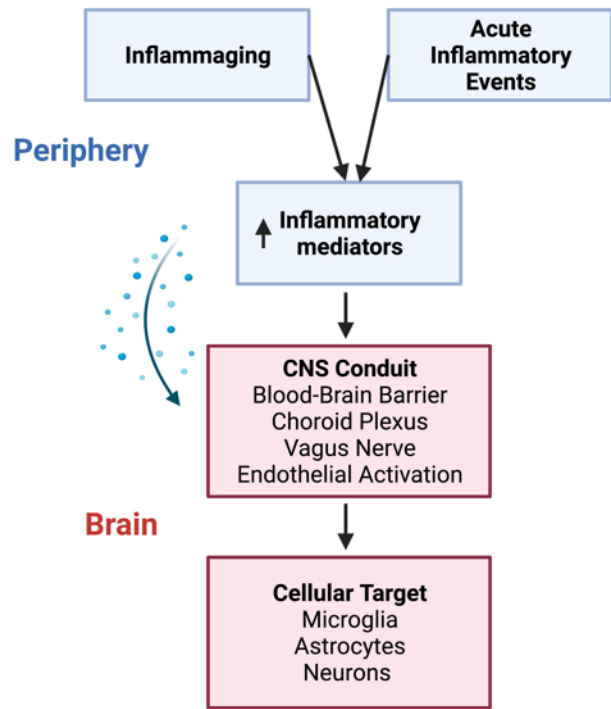 Inflammaging
Acute
Inflammatory
Events
Periphery
Inflammatory
mediators
CNS Conduit
Blood-Brain Barrier
Choroid Plexus
Vagus Nerve
Endothelial Activation
Brain
Cellular Target
Microglia
Astrocytes
Neurons